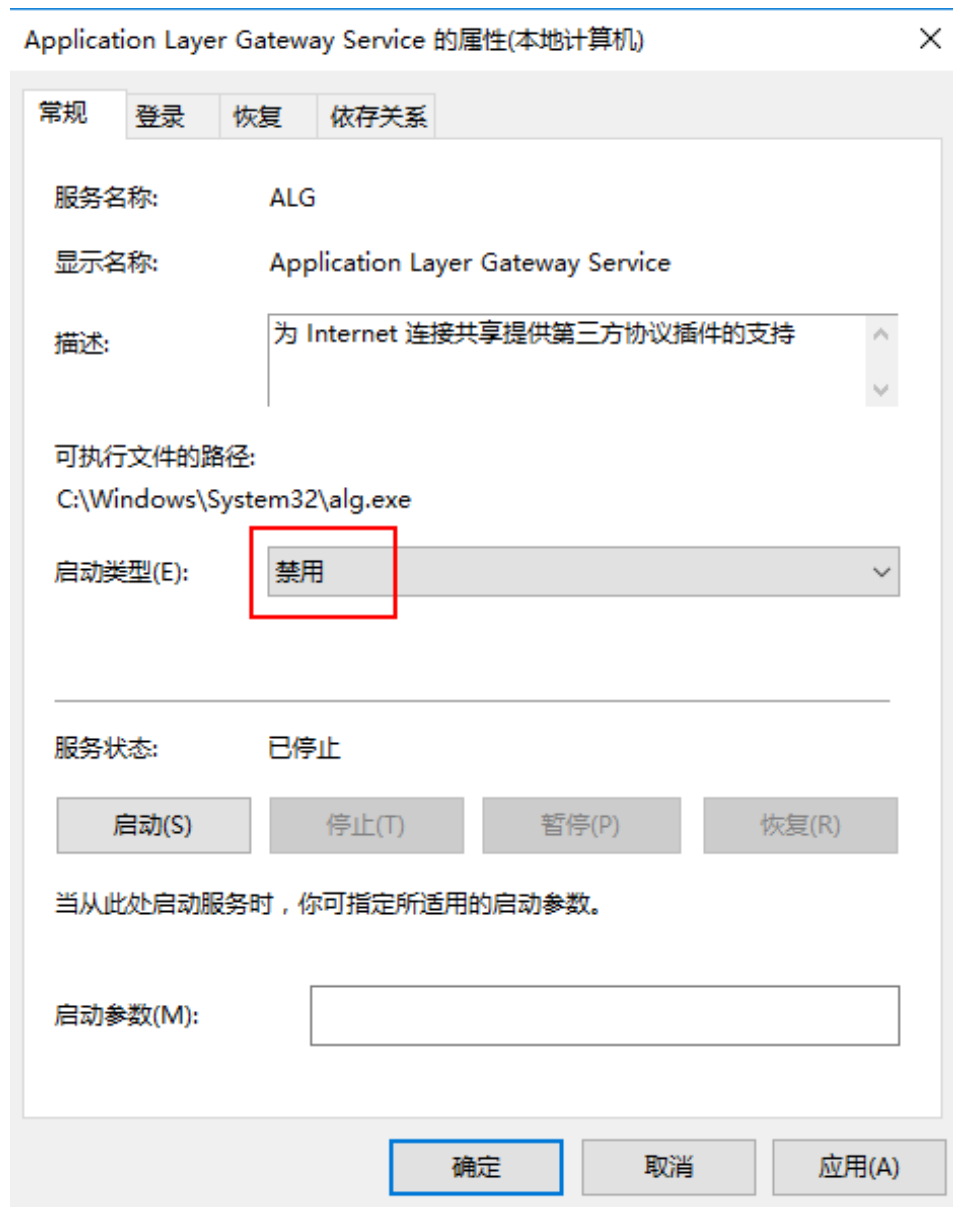 Application Layer Gateway Service 的属性(本地计算机)
常规 登录 恢复 依存关系
服务名称: ALG
显示名称: Application Layer Gateway Service
描述: 为 Internet 连接共享提供第三方协议插件的支持
可执行文件的路径:
C:\Windows\System32\alg.exe
启动类型(E): 禁用
服务状态: 已停止
启动(S) 停止(T) 暂停(P) 恢复(R)
当从此处启动服务时，你可指定所适用的启动参数。
启动参数(M):
确定 取消 应用(A)